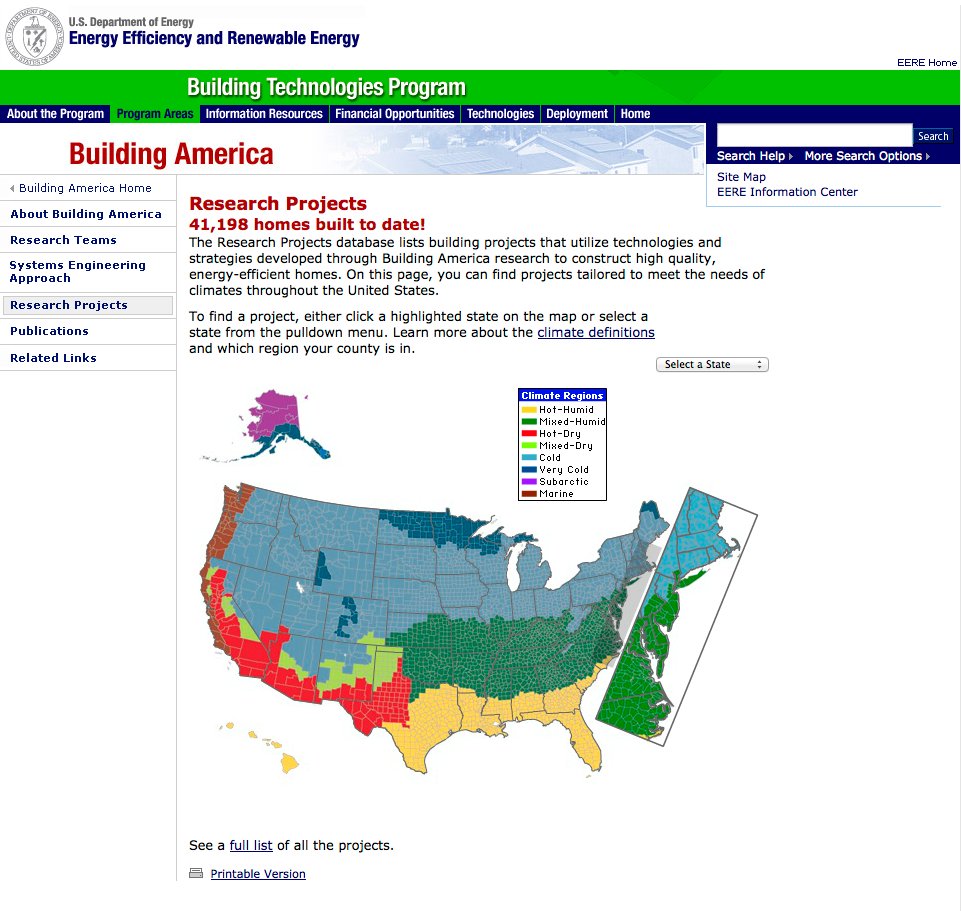 U.S. Department of Energy
Energy Efficiency and Renewable Energy
EERE Home
Building Technologies Program
About the Program Program Areas Information Resources Financial Opportunities Technologies Deployment Home
Search
Search Help More Search Options
Site Map
EERE Information Center
Building America
Building America Home
About Building America
Research Teams
Systems Engineering
Approach
Research Projects
Publications
Related Links
Research Projects
41,198 homes built to date!
The Research Projects database lists building projects that utilize technologies and
strategies developed through Building America research to construct high quality,
energy-efficient homes. On this page, you can find projects tailored to meet the needs of
climates throughout the United States.
To find a project, either click a highlighted state on the map or select a
state from the pulldown menu. Learn more about the climate definitions
and which region your county is in.
Select a State
Climate Regions
Hot-Humid
Mixed-Humid
Hot-Dry
Mixed-Dry
Cold
Very Cold
Subarctic
Marine
See a full list of all the projects.
Printable Version